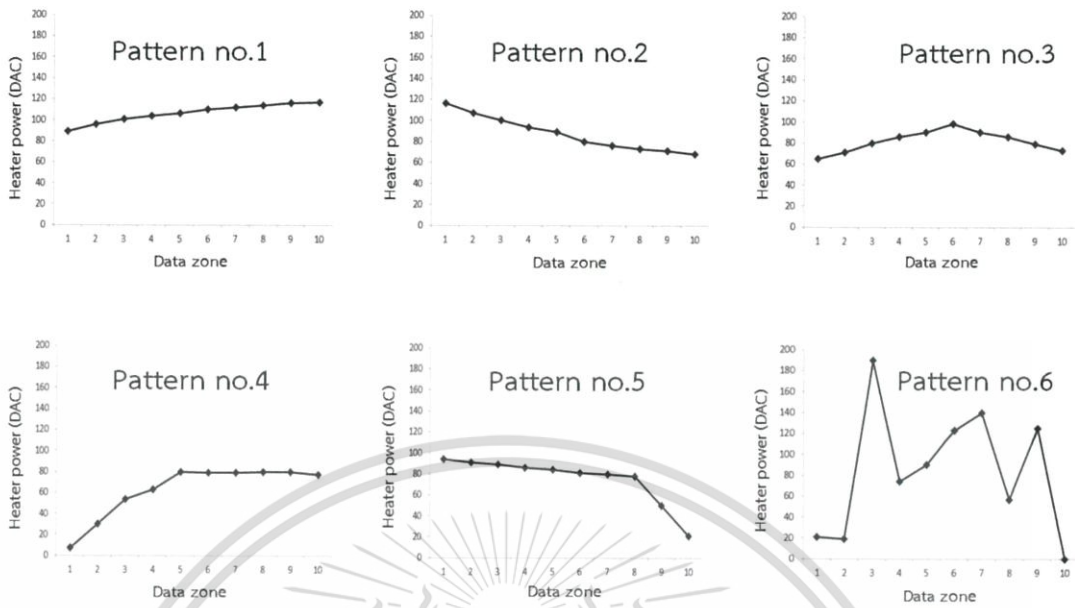 Pattern no.1
Heater power (DAC)
200
180
160
140
120
100
80
60
40
20
0
1 2 3 4 5 6 7 8 9 10
Data zone
Pattern no.2
Heater power (DAC)
200
180
160
140
120
100
80
60
40
20
0
1 2 3 4 5 6 7 8 9 10
Data zone
Pattern no.3
Heater power (DAC)
200
180
160
140
120
100
80
60
40
20
0
1 2 3 4 5 6 7 8 9 10
Data zone
Pattern no.4
Heater power (DAC)
200
180
160
140
120
100
80
60
40
20
0
1 2 3 4 5 6 7 8 9 10
Data zone
Pattern no.5
Heater power (DAC)
200
180
160
140
120
100
80
60
40
20
0
1 2 3 4 5 6 7 8 9 10
Data zone
Pattern no.6
Heater power (DAC)
200
180
160
140
120
100
80
60
40
20
0
1 2 3 4 5 6 7 8 9 10
Data zone